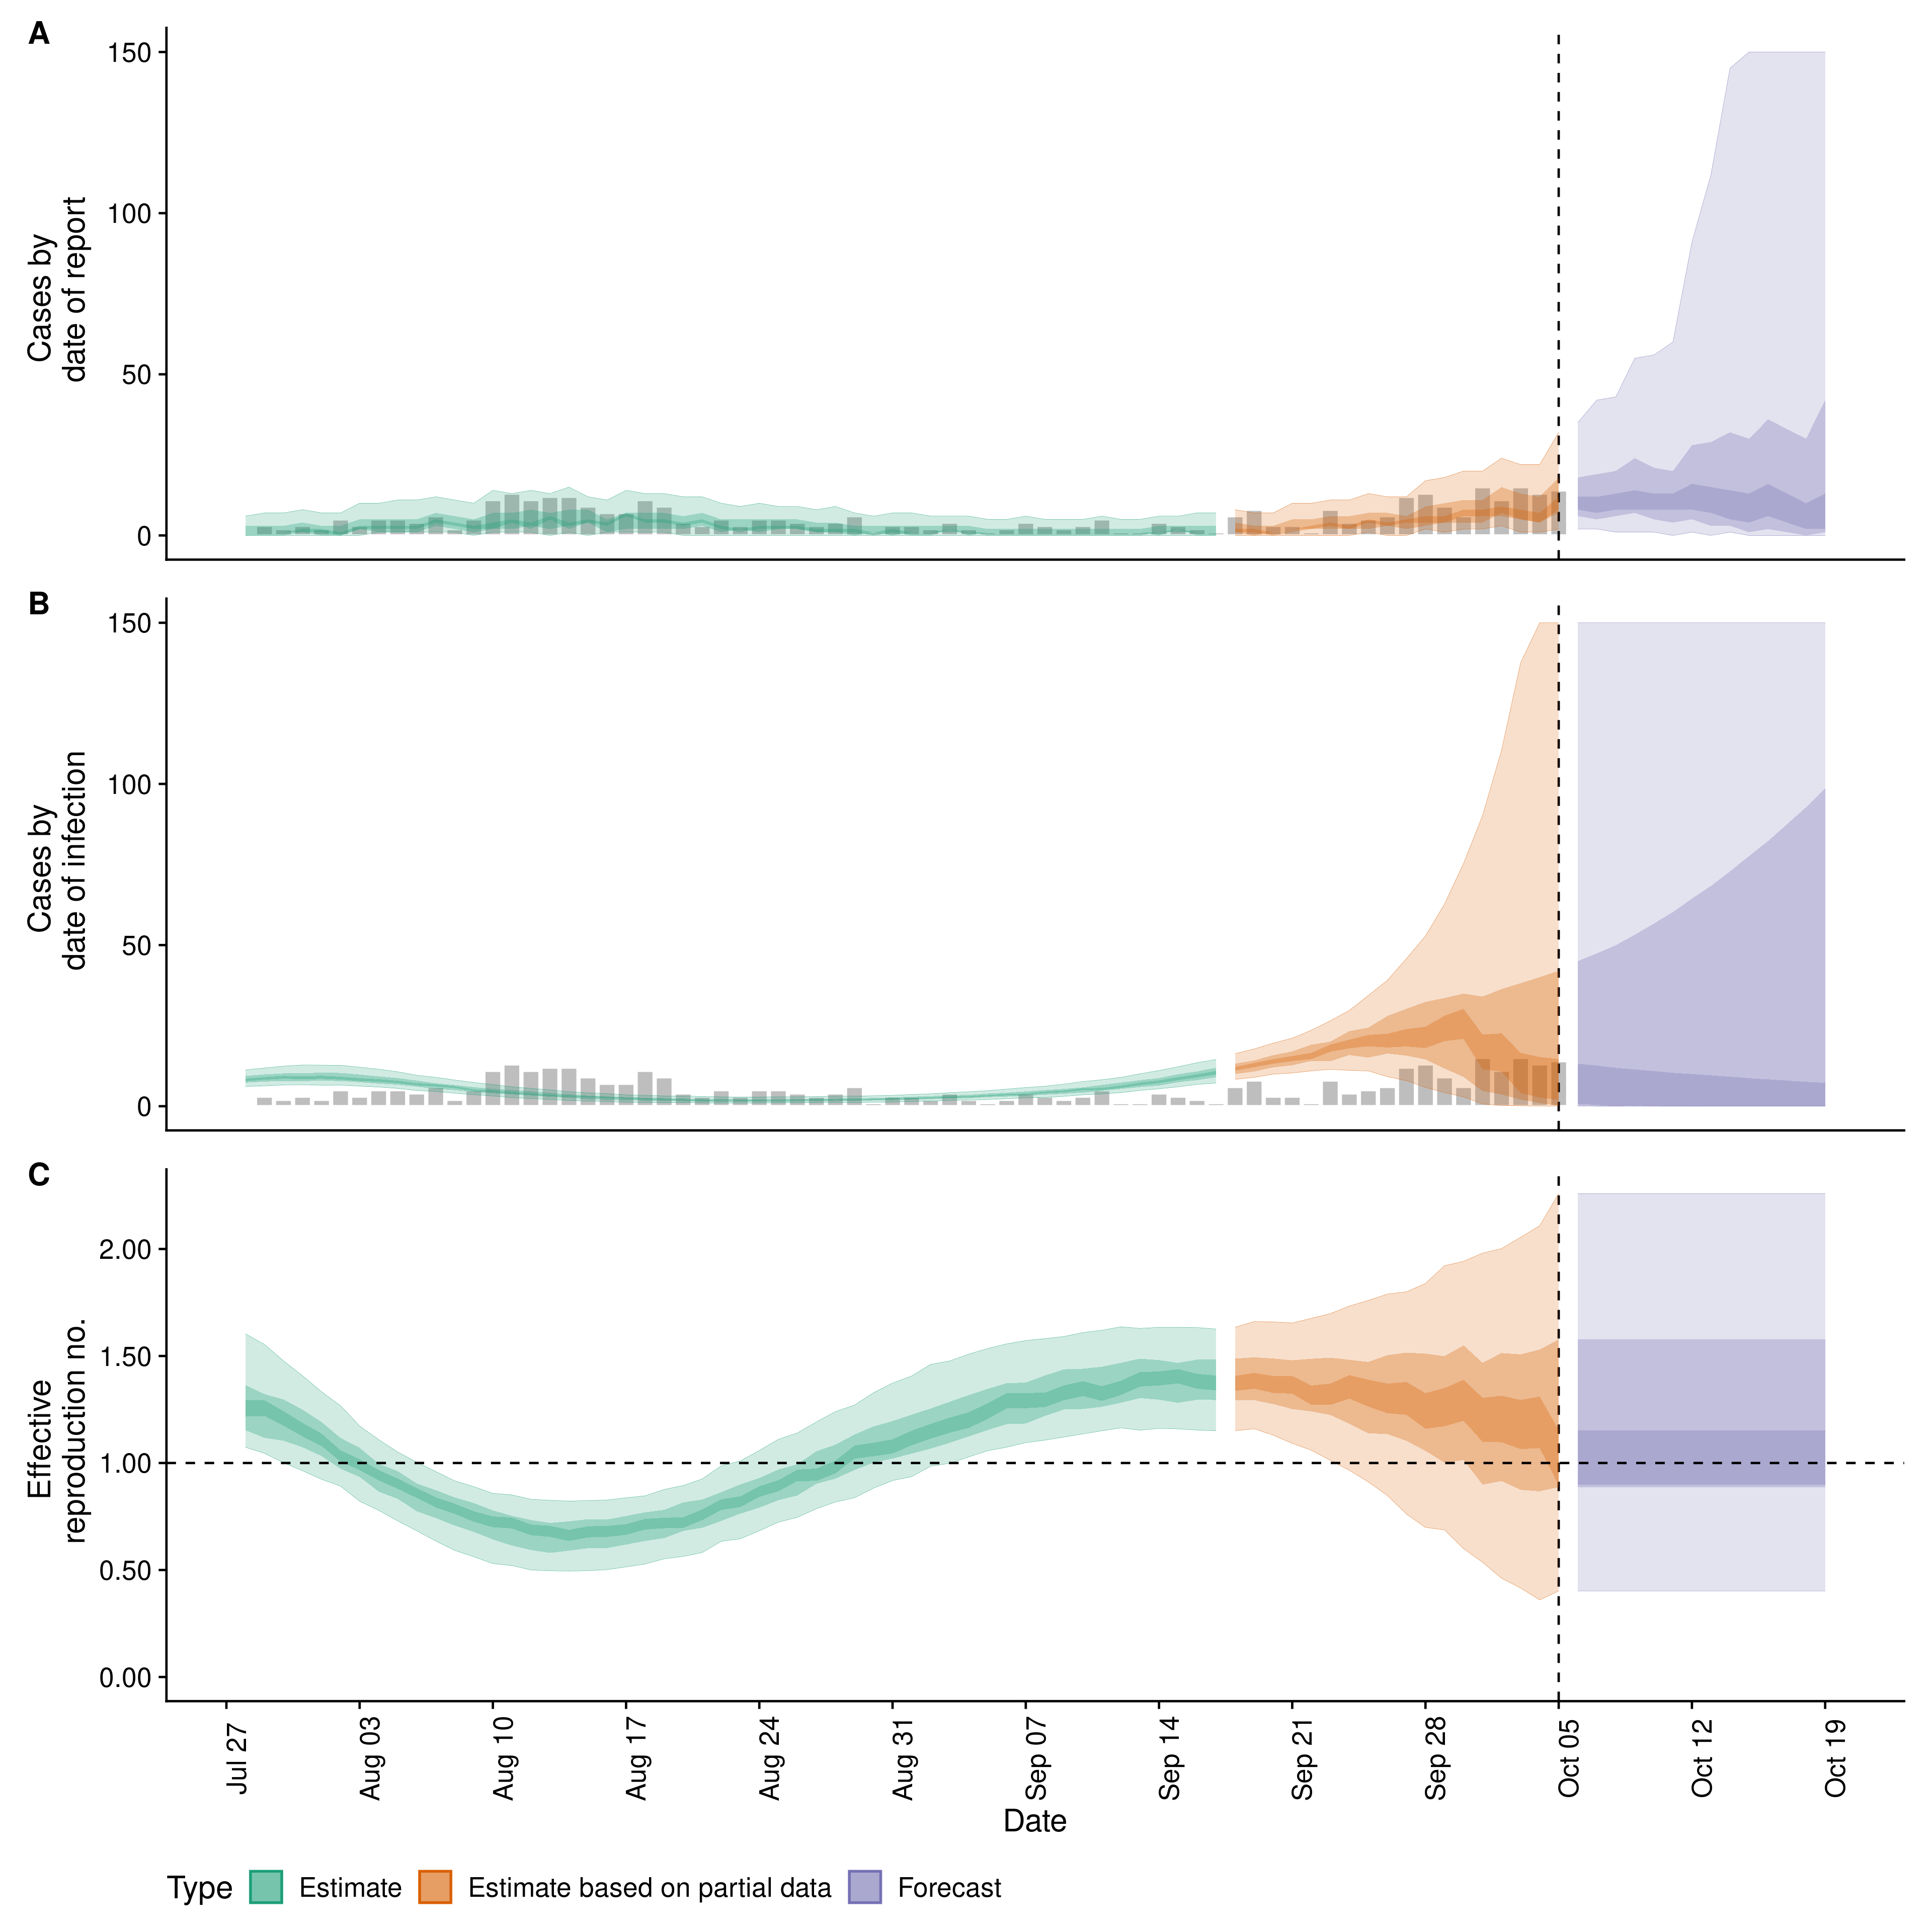 A
150
100
50
0
Cases by
date of report
B
150
100
50
0
Cases by
date of infection
C
2.00
1.50
1.00
0.50
0.00
Effective
reproduction no.
Jul 27
Aug 03
Aug 10
Aug 17
Aug 24
Aug 31
Sep 07
Sep 14
Sep 21
Sep 28
Oct 05
Oct 12
Oct 19
Date
Type Estimate Estimate based on partial data Forecast